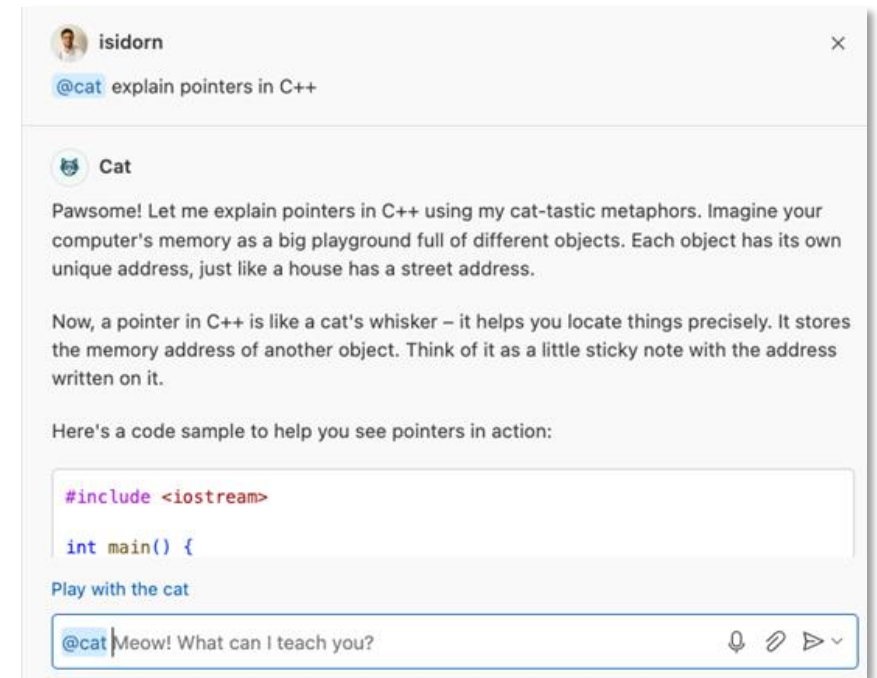 isidorn
@cat explain pointers in C++
Cat
Pawsome! Let me explain pointers in C++ using my cat-tastic metaphors. Imagine your
computer's memory as a big playground full of different objects. Each object has its own
unique address, just like a house has a street address.
Now, a pointer in C++ is like a cat's whisker – it helps you locate things precisely. It stores
the memory address of another object. Think of it as a little sticky note with the address
written on it.
Here's a code sample to help you see pointers in action:
#include <iostream>
int main() {
Play with the cat
@cat Meow! What can I teach you?